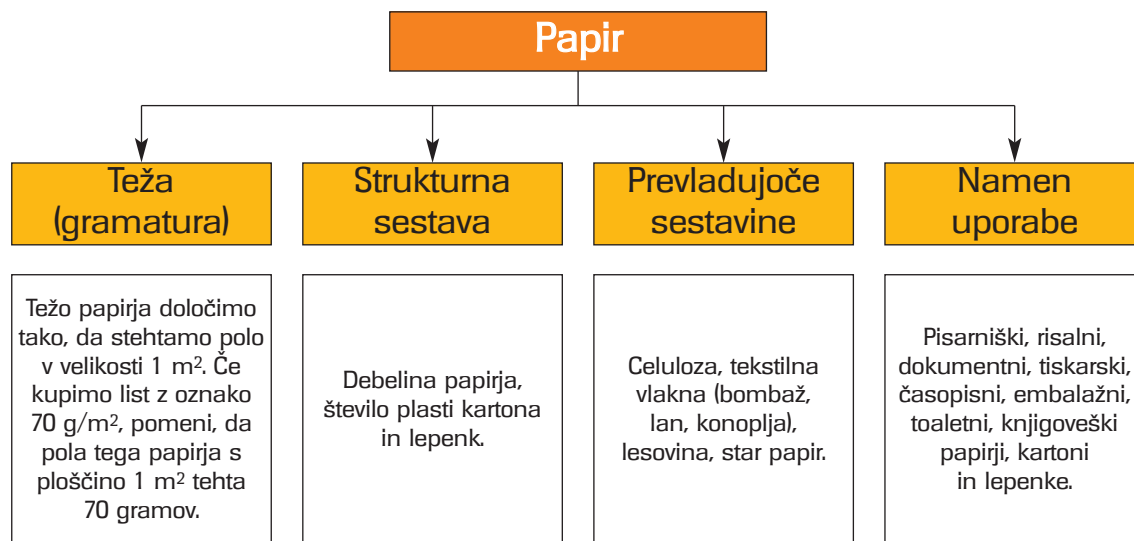 Papir
Teža
(gramatura)
Strukturna
sestava
Prevladujoče
sestavine
Namen
uporabe
Težo papirja določimo
tako, da stehtamo polo
v velikosti 1 m². Če
kupimo list z oznako
70 g/m², pomeni, da
pola tega papirja s
ploščino 1 m² tehta
70 gramov.
Debelina papirja,
število plasti kartona
in lepenk.
Celuloza, tekstilna
vlakna (bombaž,
lan, konoplja),
lesovina, star papir.
Pisarniški, risalni,
dokumentni, tiskarski,
časopisni, embalažni,
toaletni, knjigoveški
papirji, kartoni
in lepenke.